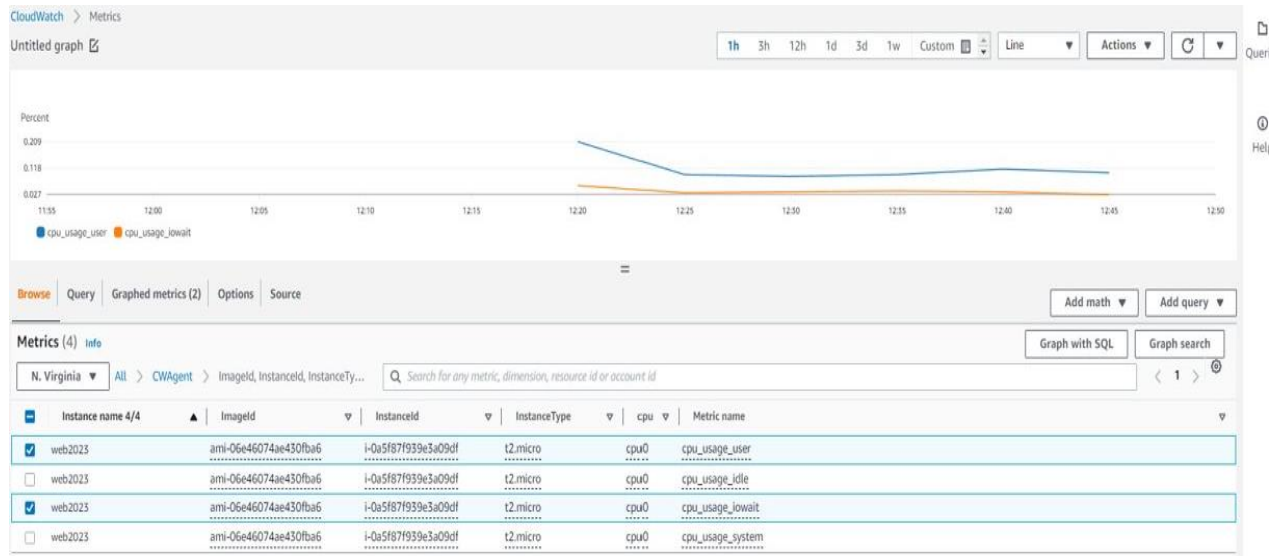 CloudWatch > Metrics
Untitled graph
1h 3h 12h 1d 3d 1w Custom Line Actions
Queri
Help
Percent
0.209
0.118
0.027
11:55 12:00 12:05 12:10 12:15 12:20 12:25 12:30 12:35 12:40 12:45 12:50
cpu_usage_user cpu_usage_iowait
Browse Query Graphed metrics (2) Options Source
Add math Add query
Metrics (4) Info
Graph with SQL Graph search
N. Virginia All > CWAgent > ImageId, InstanceId, InstanceTy... Search for any metric, dimension, resource id or account id < 1 >
Instance name 4/4 ImageId InstanceId InstanceType cpu Metric name
web2023 ami-06e46074ae430fba6 i-0a5f87f939e3a09df t2.micro cpu0 cpu_usage_user
web2023 ami-06e46074ae430fba6 i-0a5f87f939e3a09df t2.micro cpu0 cpu_usage_idle
web2023 ami-06e46074ae430fba6 i-0a5f87f939e3a09df t2.micro cpu0 cpu_usage_iowait
web2023 ami-06e46074ae430fba6 i-0a5f87f939e3a09df t2.micro cpu0 cpu_usage_system